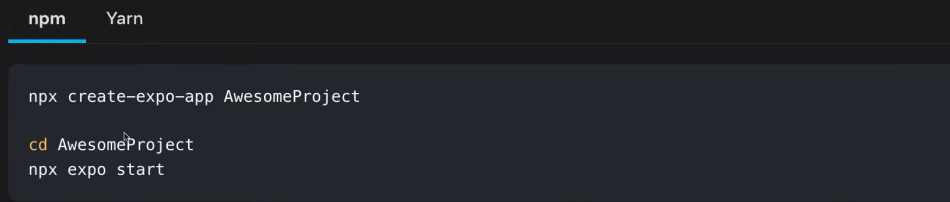 npm Yarn
npx create-expo-app AwesomeProject
cd AwesomeProject
npx expo start